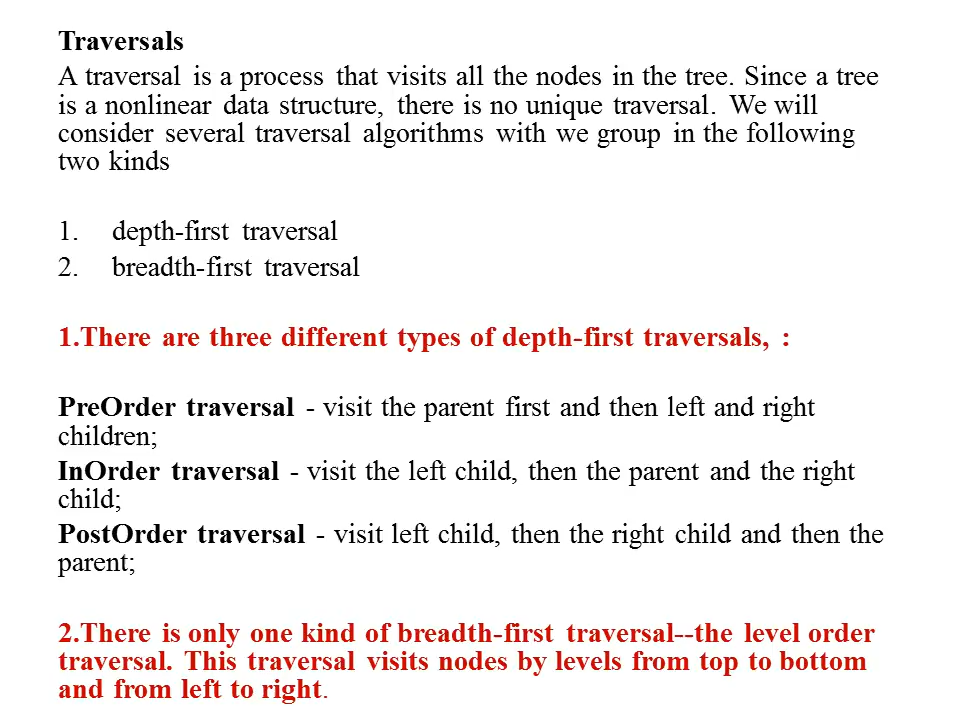 Traversals
A traversal is a process that visits all the nodes in the tree. Since a tree
is a nonlinear data structure, there is no unique traversal. We will
consider several traversal algorithms with we group in the following
two kinds
1. depth-first traversal
2. breadth-first traversal
1.There are three different types of depth-first traversals, :
PreOrder traversal - visit the parent first and then left and right
children;
InOrder traversal - visit the left child, then the parent and the right
child;
PostOrder traversal - visit left child, then the right child and then the
parent;
2.There is only one kind of breadth-first traversal--the level order
traversal. This traversal visits nodes by levels from top to bottom
and from left to right.